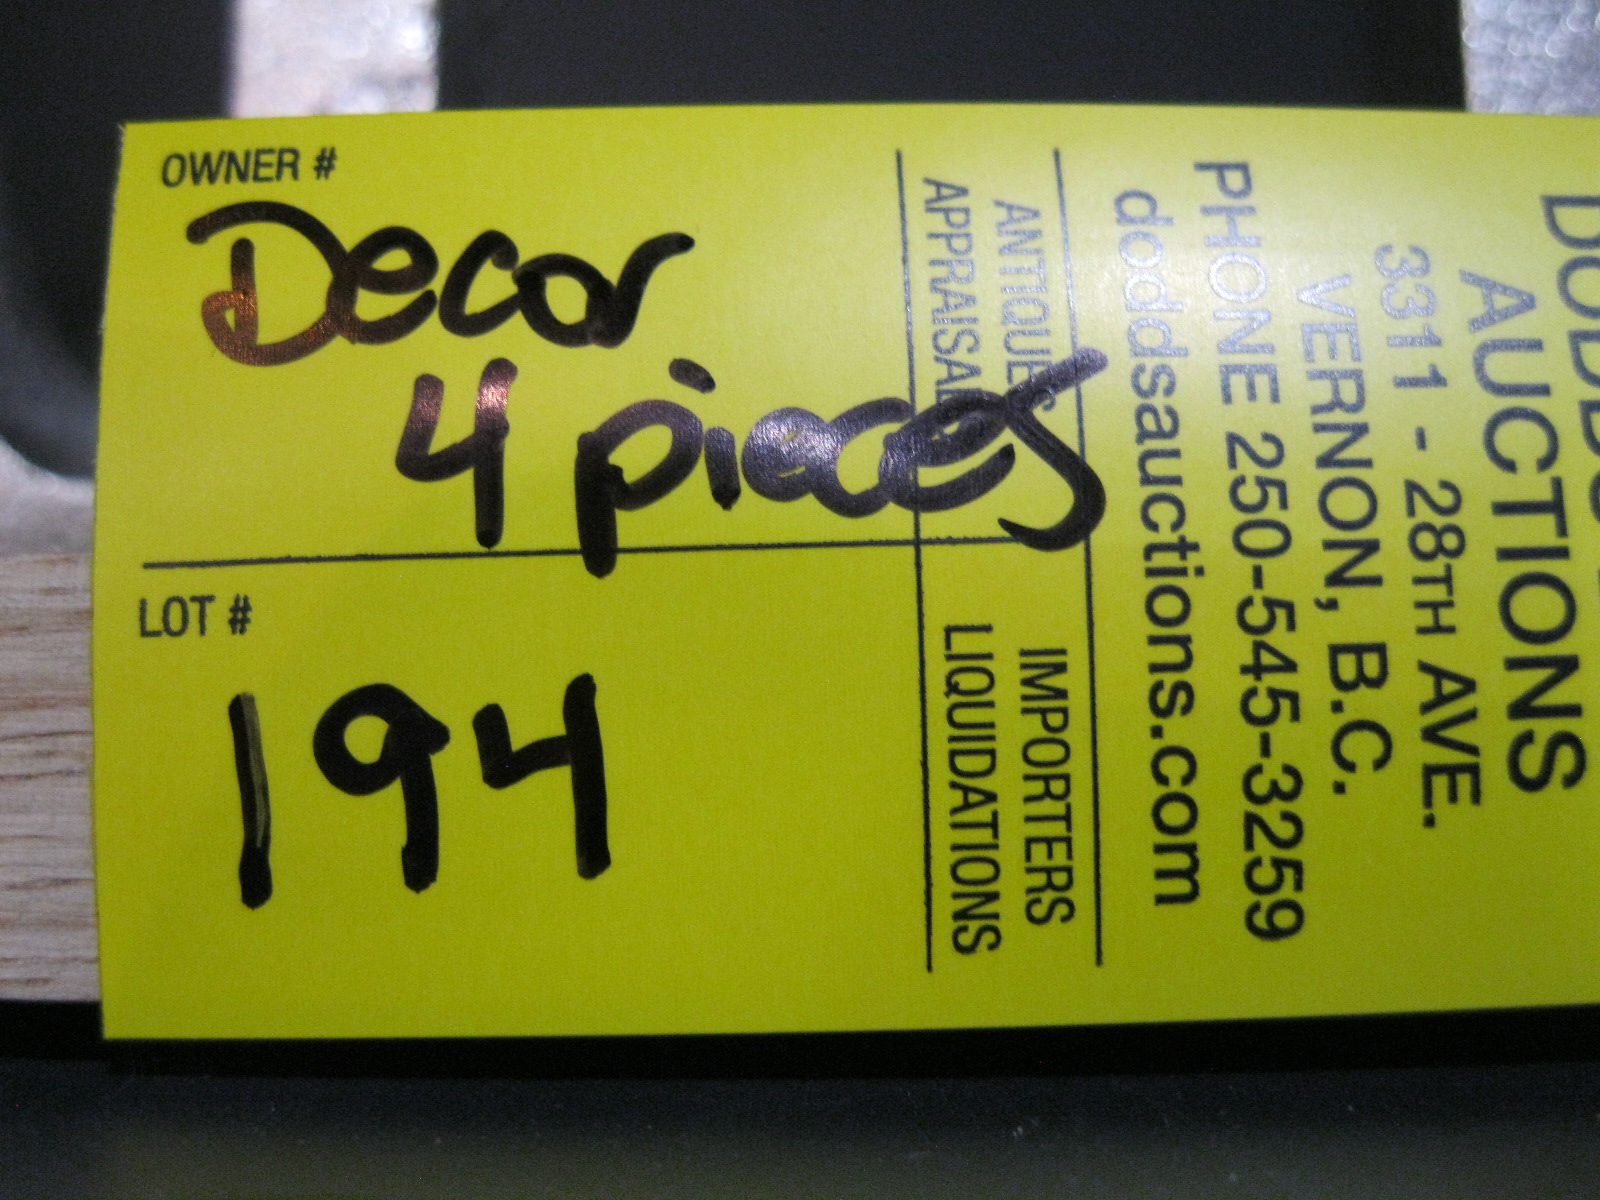 OWNER #
Decor
4 pieces
LOT #
194
DODDS
AUCTIONS
3311 - 28TH AVE.
VERNON, B.C.
PHONE 250-545-3259
doddsauctions.com
ANTIQUES IMPORTERS
APPRAISALS LIQUIDATIONS